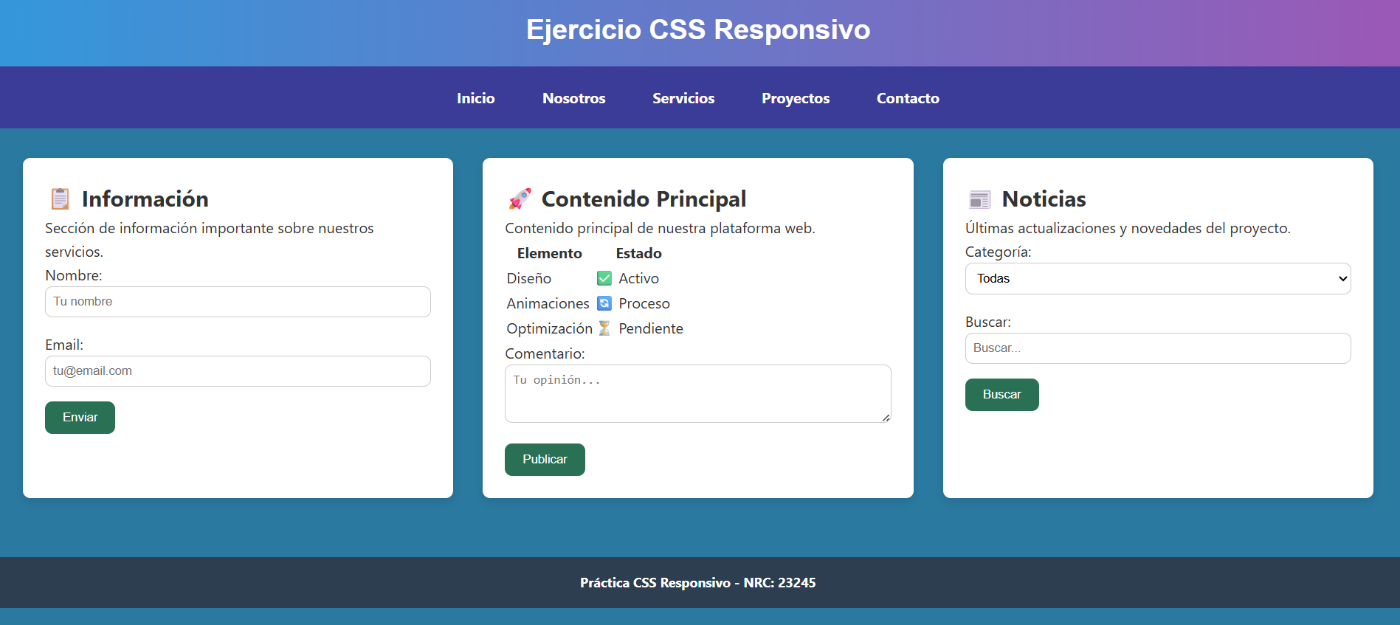 Ejercicio CSS Responsivo
Inicio Nosotros Servicios Proyectos Contacto
📋 Información
Sección de información importante sobre nuestros
servicios.
Nombre:
Tu nombre
Email:
tu@email.com
Enviar
🚀 Contenido Principal
Contenido principal de nuestra plataforma web.
Elemento Estado
Diseño ✅ Activo
Animaciones 🔄 Proceso
Optimización ⏳ Pendiente
Comentario:
Tu opinión...
Publicar
📰 Noticias
Últimas actualizaciones y novedades del proyecto.
Categoría:
Todas
Buscar:
Buscar...
Buscar
Práctica CSS Responsivo - NRC: 23245